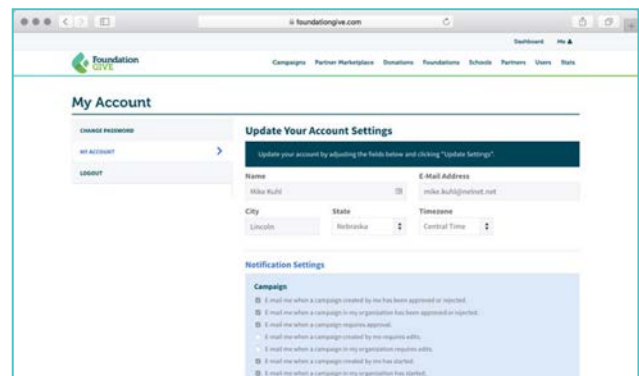 foundationgive.com
Dashboard Me
Foundation GIVE
Campaigns Partner Marketplace Donations Foundations Schools Partners Users Stats
My Account
CHANGE PASSWORD
MY ACCOUNT
LOGOUT
Update Your Account Settings
Update your account by adjusting the fields below and clicking "Update Settings".
Name
Mike Kuhl
E-Mail Address
mike.kuhl@nelnet.net
City
Lincoln
State
Nebraska
Timezone
Central Time
Notification Settings
Campaign
E-mail me when a campaign created by me has been approved or rejected.
E-mail me when a campaign in my organization has been approved or rejected.
E-mail me when a campaign requires approval.
E-mail me when a campaign created by me requires edits.
E-mail me when a campaign in my organization requires edits.
E-mail me when a campaign created by me has started.
E-mail me when a campaign in my organization has started.